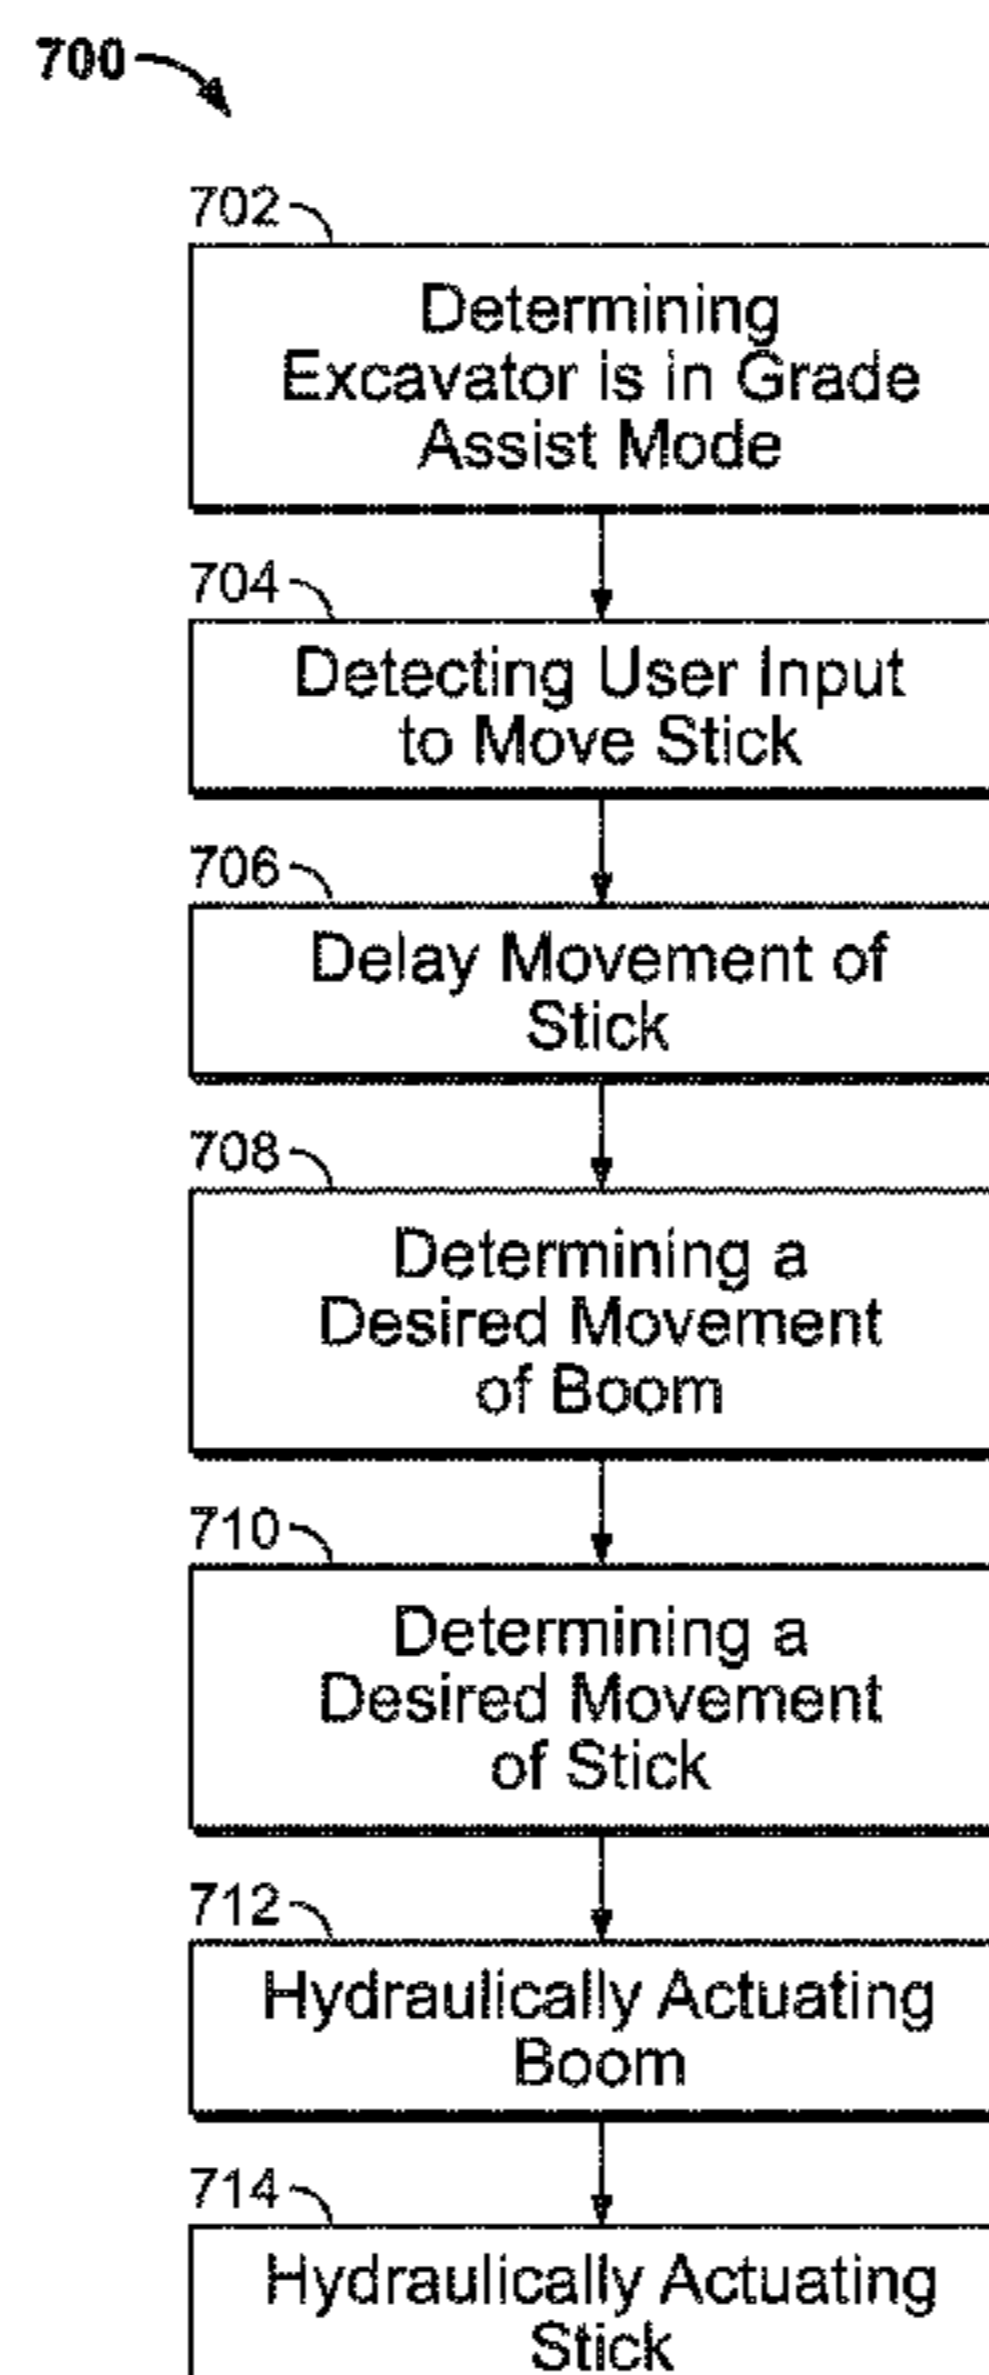 700
702
Determining
Excavator is in Grade
Assist Mode
704
Detecting User Input
to Move Stick
706
Delay Movement of
Stick
708
Determining a
Desired Movement
of Boom
710
Determining a
Desired Movement
of Stick
712
Hydraulically Actuating
Boom
714
Hydraulically Actuating
Stick